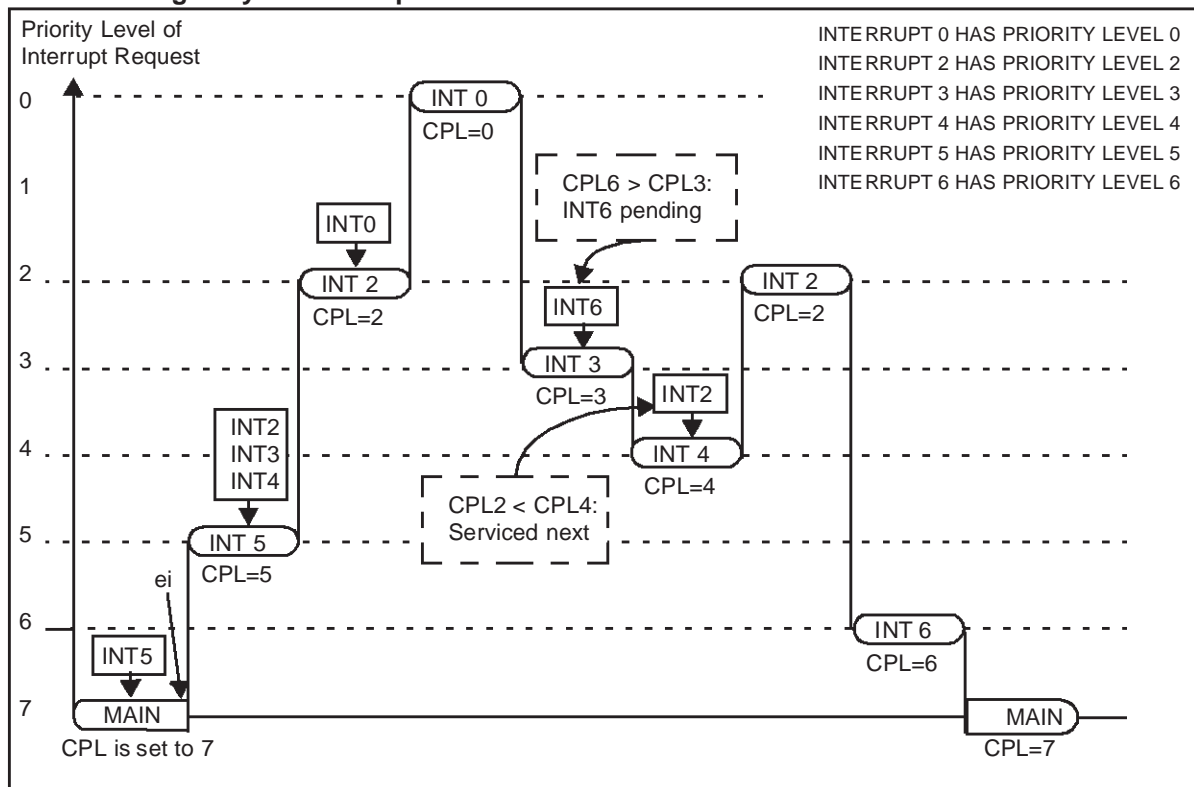 Priority Level of
Interrupt Request
INTERRUPT 0 HAS PRIORITY LEVEL 0
INTERRUPT 2 HAS PRIORITY LEVEL 2
INTERRUPT 3 HAS PRIORITY LEVEL 3
INTERRUPT 4 HAS PRIORITY LEVEL 4
INTERRUPT 5 HAS PRIORITY LEVEL 5
INTERRUPT 6 HAS PRIORITY LEVEL 6
0
INT 0
CPL=0
1
CPL6 > CPL3:
INT6 pending
INT0
2
INT 2
CPL=2
INT 2
CPL=2
INT6
3
INT 3
CPL=3
INT2
INT2
INT3
INT4
4
INT 4
CPL=4
CPL2 < CPL4:
Serviced next
5
INT 5
CPL=5
ei
6
INT5
INT 6
CPL=6
7
MAIN
CPL is set to 7
MAIN
CPL=7